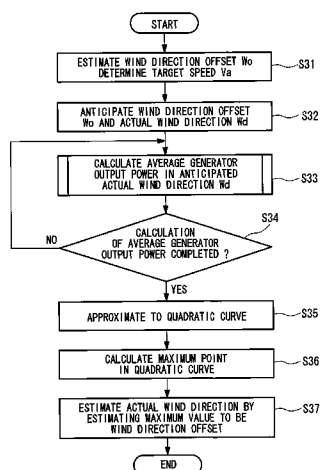 START
ESTIMATE WIND DIRECTION OFFSET Wo
DETERMINE TARGET SPEED Va
S31
ANTICIPATE WIND DIRECTION OFFSET
Wo AND ACTUAL WIND DIRECTION Wd
S32
CALCULATE AVERAGE GENERATOR
OUTPUT POWER IN ANTICIPATED
ACTUAL WIND DIRECTION Wd
S33
S34
NO
CALCULATION
OF AVERAGE GENERATOR
OUTPUT POWER COMPLETED ?
YES
APPROXIMATE TO QUADRATIC CURVE
S35
CALCULATE MAXIMUM POINT
IN QUADRATIC CURVE
S36
ESTIMATE ACTUAL WIND DIRECTION BY
ESTIMATING MAXIMUM VALUE TO BE
WIND DIRECTION OFFSET
S37
END